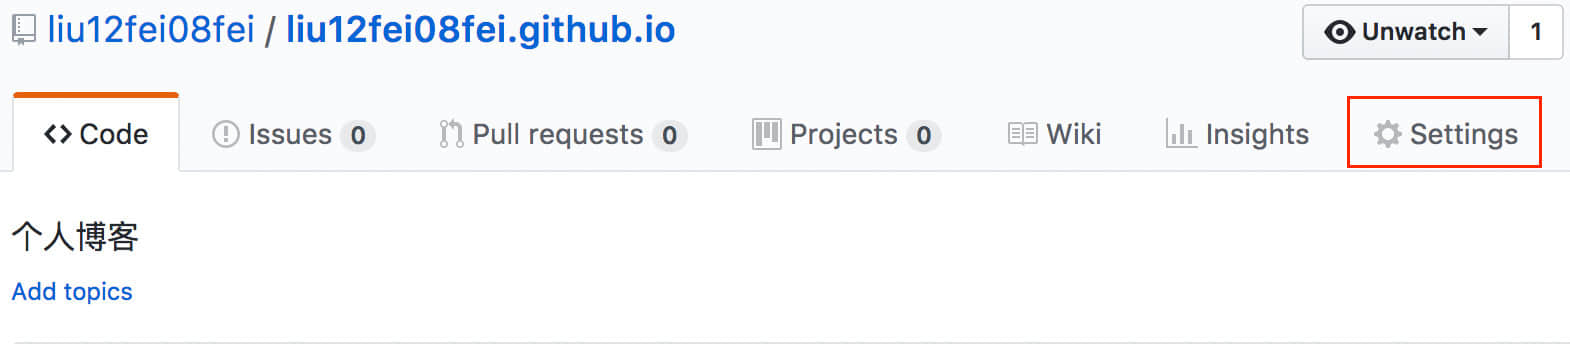 liu12fei08fei / liu12fei08fei.github.io
Unwatch 1
Code Issues 0 Pull requests 0 Projects 0 Wiki Insights Settings
个人博客
Add topics